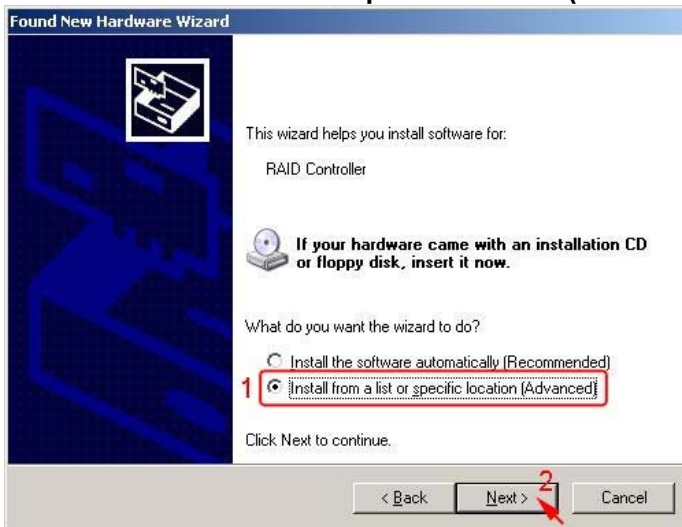 Found New Hardware Wizard
This wizard helps you install software for:
RAID Controller
If your hardware came with an installation CD
or floppy disk, insert it now.
What do you want the wizard to do?
Install the software automatically (Recommended)
1 Install from a list or specific location (Advanced)
Click Next to continue.
2
< Back Next > Cancel